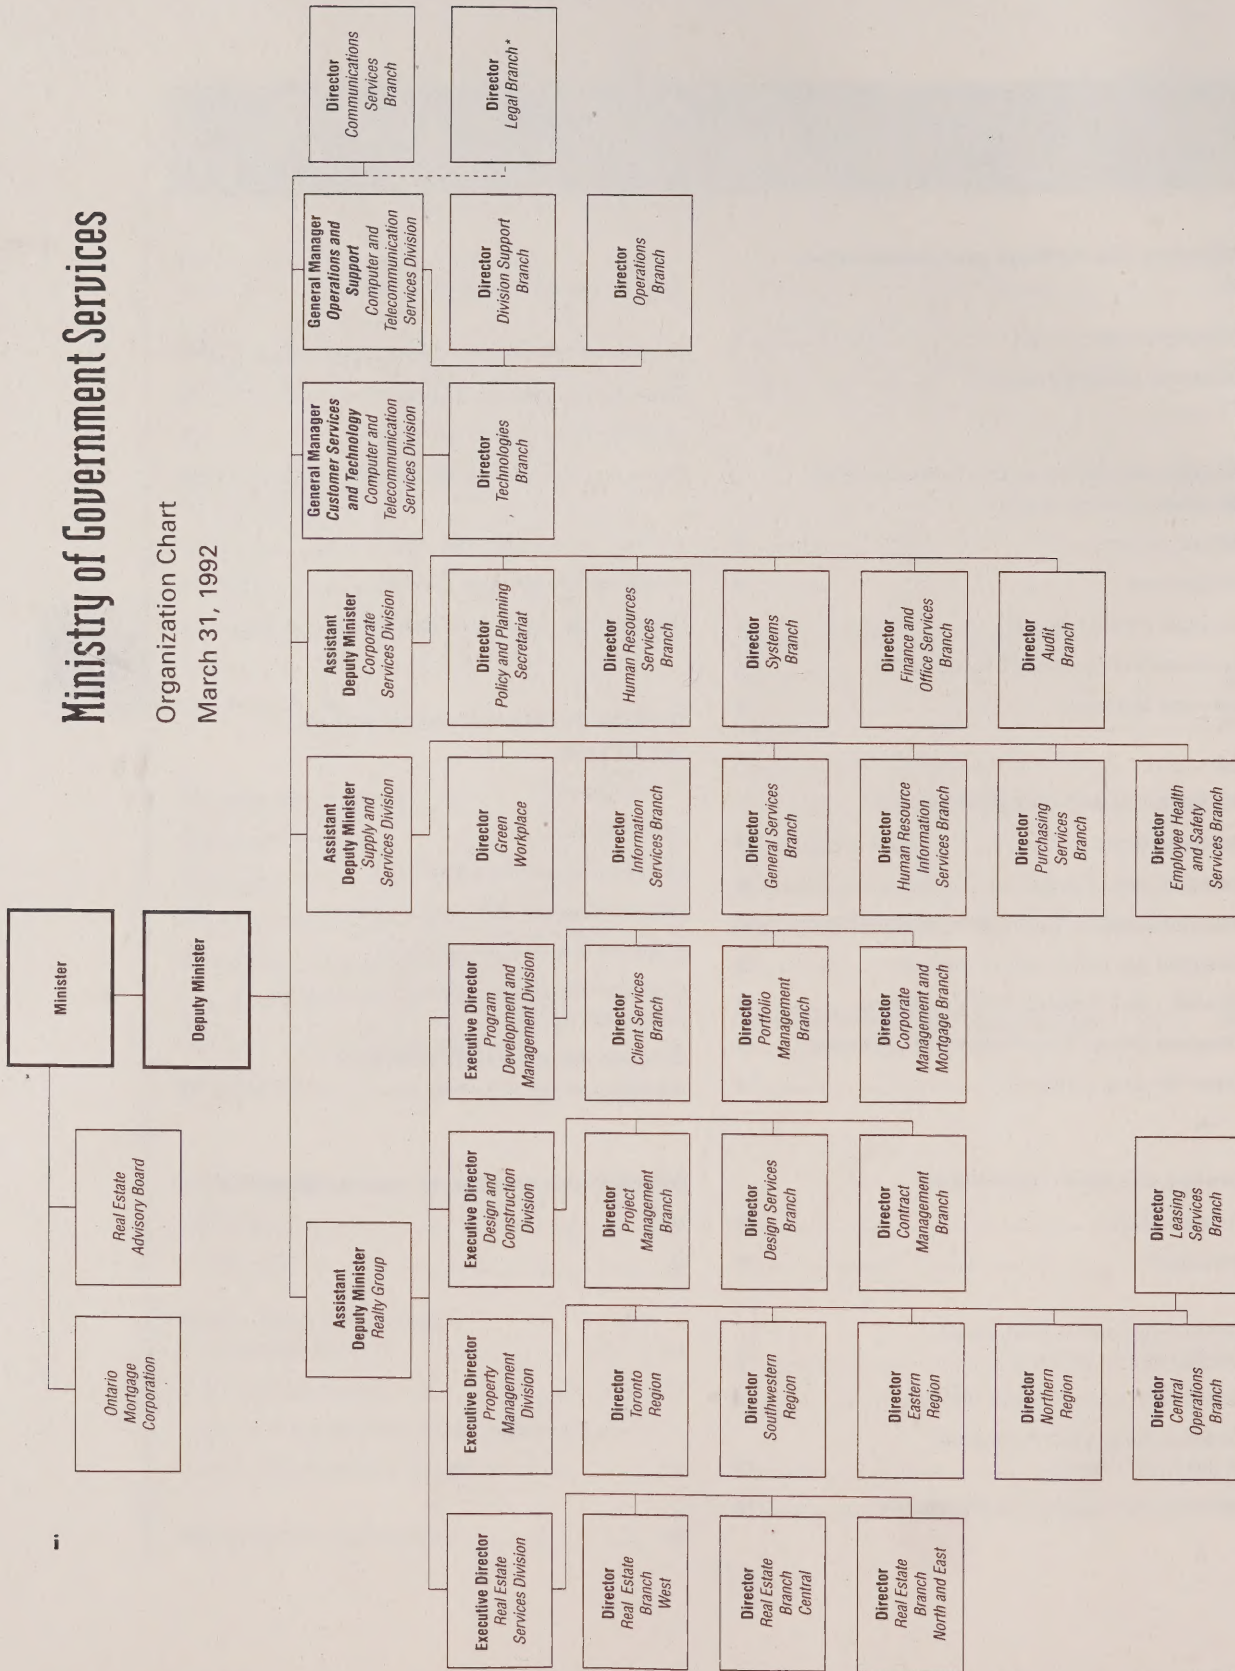 Ministry of Government Services
Organization Chart
March 31, 1992
i
Minister
Deputy Minister
Ontario
Mortgage
Corporation
Real Estate
Advisory Board
Assistant
Deputy Minister
Realty Group
Assistant
Deputy Minister
Supply and
Services Division
Assistant
Deputy Minister
Corporate
Services Division
General Manager
Customer Services
and Technology
Computer and
Telecommunication
Services Division
General Manager
Operations and
Support
Computer and
Telecommunication
Services Division
Director
Communications
Services
Branch
Director
Legal Branch*
Executive Director
Real Estate
Services Division
Director
Real Estate
Branch
West
Director
Real Estate
Branch
Central
Director
Real Estate
Branch
North and East
Executive Director
Property
Management
Division
Director
Toronto
Region
Director
Southwestern
Region
Director
Eastern
Region
Director
Northern
Region
Director
Central
Operations
Branch
Director
Leasing
Services
Branch
Executive Director
Design and
Construction
Division
Director
Project
Management
Branch
Director
Design Services
Branch
Director
Contract
Management
Branch
Executive Director
Program
Development and
Management Division
Director
Client Services
Branch
Director
Portfolio
Management
Branch
Director
Corporate
Management and
Mortgage Branch
Director
Green
Workplace
Director
Information
Services Branch
Director
General Services
Branch
Director
Human Resource
Information
Services Branch
Director
Purchasing
Services
Branch
Director
Employee Health
and Safety
Services Branch
Director
Policy and Planning
Secretariat
Director
Human Resources
Services
Branch
Director
Systems
Branch
Director
Finance and
Office Services
Branch
Director
Audit
Branch
Director
Technologies
Branch
Director
Division Support
Branch
Director
Operations
Branch